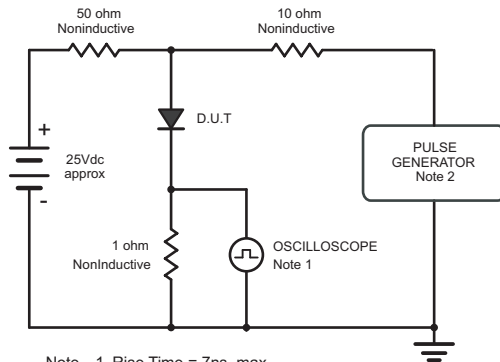 50 ohm
Noninductive
10 ohm
Noninductive
D.U.T
+
25Vdc
approx
-
PULSE
GENERATOR
Note 2
1 ohm
NonInductive
OSCILLOSCOPE
Note 1
Note 1. Rise Time = 7ns max